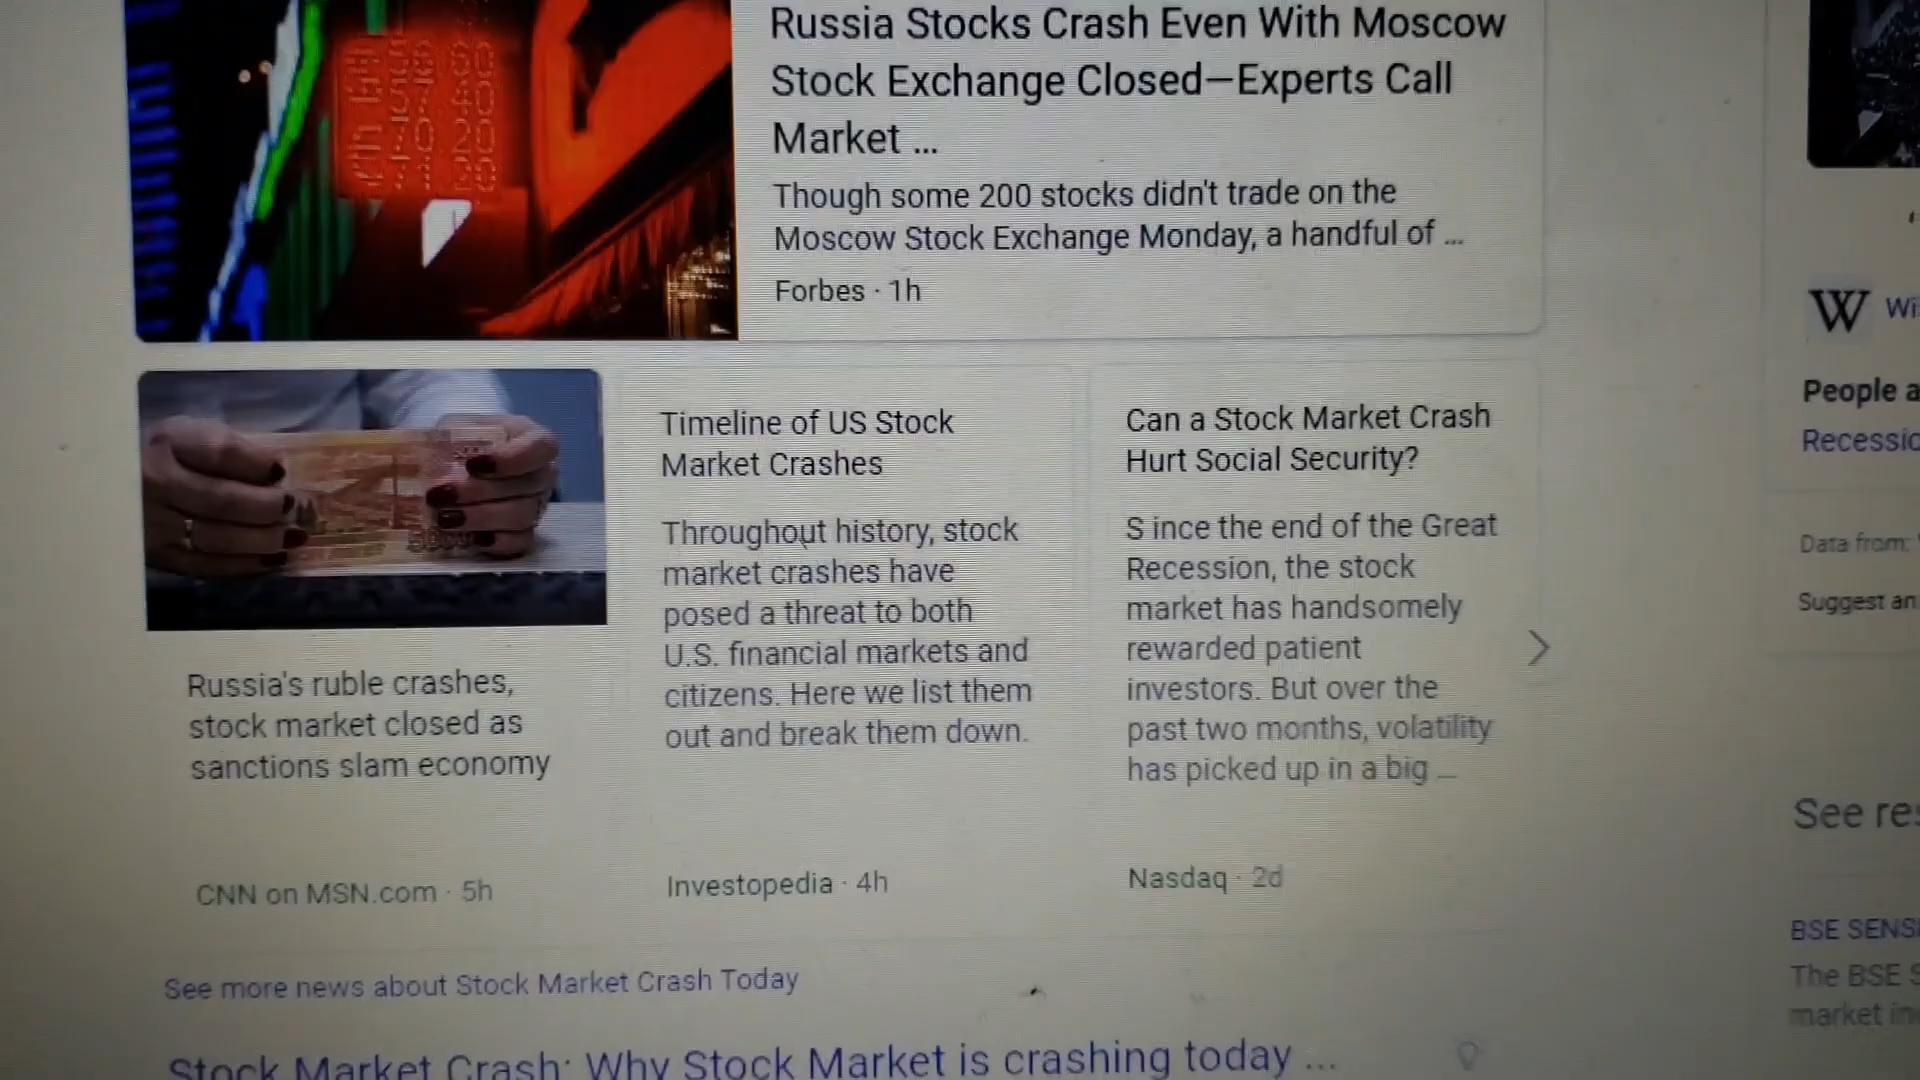 Russia Stocks Crash Even With Moscow
Stock Exchange Closed—Experts Call
Market ...
Though some 200 stocks didn't trade on the
Moscow Stock Exchange Monday, a handful of ...
Forbes · 1h
Russia's ruble crashes,
stock market closed as
sanctions slam economy
CNN on MSN.com · 5h
Timeline of US Stock
Market Crashes
Throughout history, stock
market crashes have
posed a threat to both
U.S. financial markets and
citizens. Here we list them
out and break them down.
Investopedia · 4h
Can a Stock Market Crash
Hurt Social Security?
S ince the end of the Great
Recession, the stock
market has handsomely
rewarded patient
investors. But over the
past two months, volatility
has picked up in a big ...
Nasdaq · 2d
See more news about Stock Market Crash Today
Stock Market Crash: Why Stock Market is crashing today ...
W Wi
People a
Recessio
Data from:
Suggest an
See res
BSE SENS
The BSE S
market in